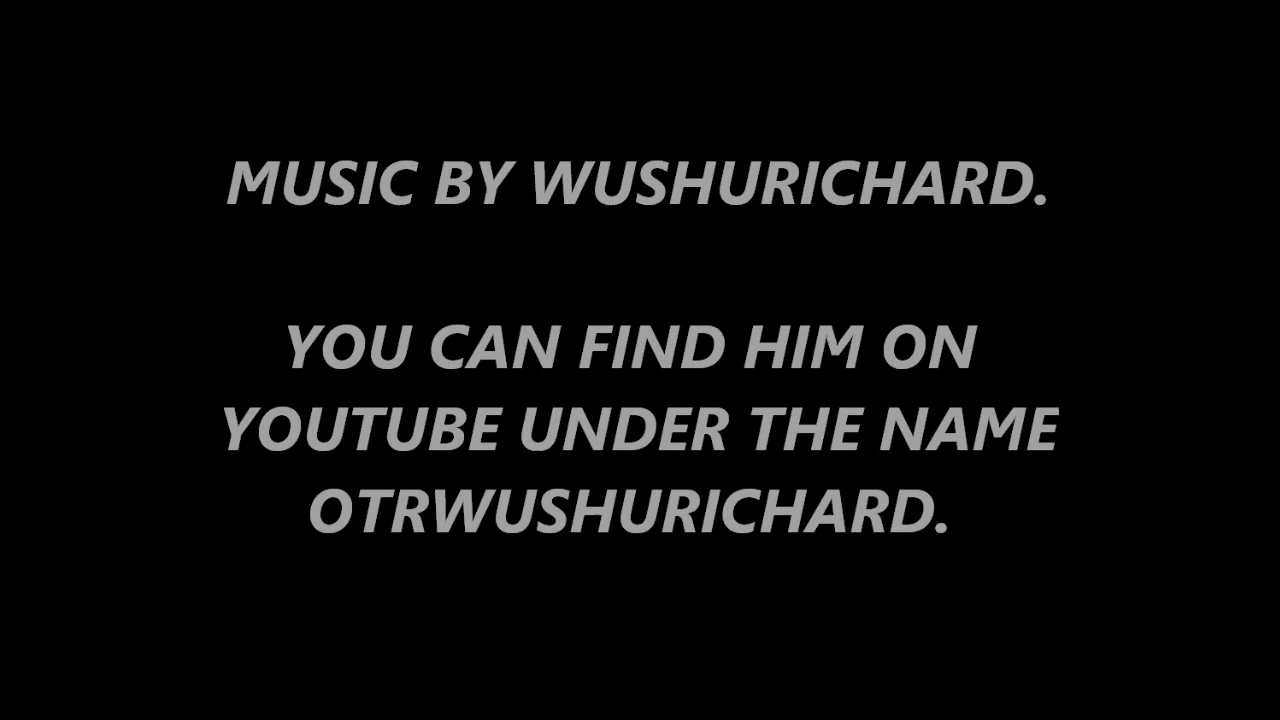 MUSIC BY WUSHURICHARD.
YOU CAN FIND HIM ON
YOUTUBE UNDER THE NAME
OTRWUSHURICHARD.